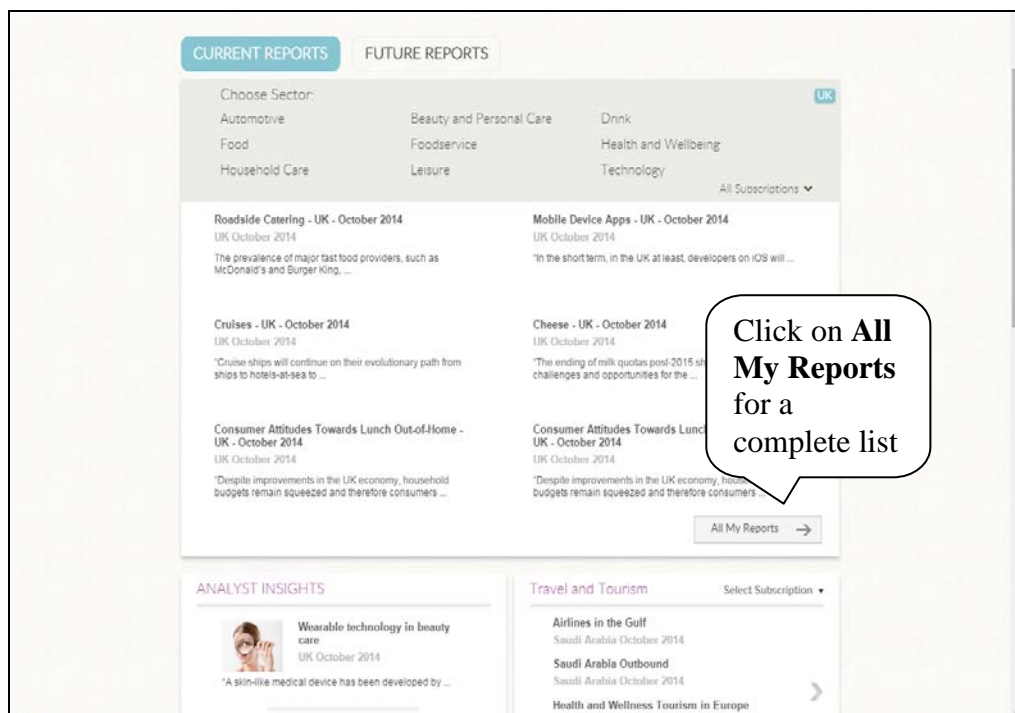 CURRENT REPORTS
FUTURE REPORTS
Choose Sector:
UK
Automotive
Beauty and Personal Care
Drink
Food
Foodservice
Health and Wellbeing
Household Care
Leisure
Technology
All Subscriptions
Roadside Catering - UK - October 2014
UK October 2014
The prevalence of major fast food providers, such as
McDonald's and Burger King, ...
Mobile Device Apps - UK - October 2014
UK October 2014
"In the short term, in the UK at least, developers on iOS will ...
Cruises - UK - October 2014
UK October 2014
"Cruise ships will continue on their evolutionary path from
ships to hotels-at-sea to ...
Cheese - UK - October 2014
UK October 2014
"The ending of milk quotas post-2015
challenges and opportunities for the ...
Click on All
My Reports
for a
complete list
Consumer Attitudes Towards Lunch Out-of-Home -
UK - October 2014
UK October 2014
"Despite improvements in the UK economy, household
budgets remain squeezed and therefore consumers ...
Consumer Attitudes Towards
UK - October 2014
UK October 2014
"Despite improvements in the UK economy,
budgets remain squeezed and therefore consumers ...
All My Reports
ANALYST INSIGHTS
Wearable technology in beauty
care
UK October 2014
"A skin-like medical device has been developed by ...
Travel and Tourism
Select Subscription
Airlines in the Gulf
Saudi Arabia October 2014
Saudi Arabia Outbound
Saudi Arabia October 2014
Health and Wellness Tourism in Europe